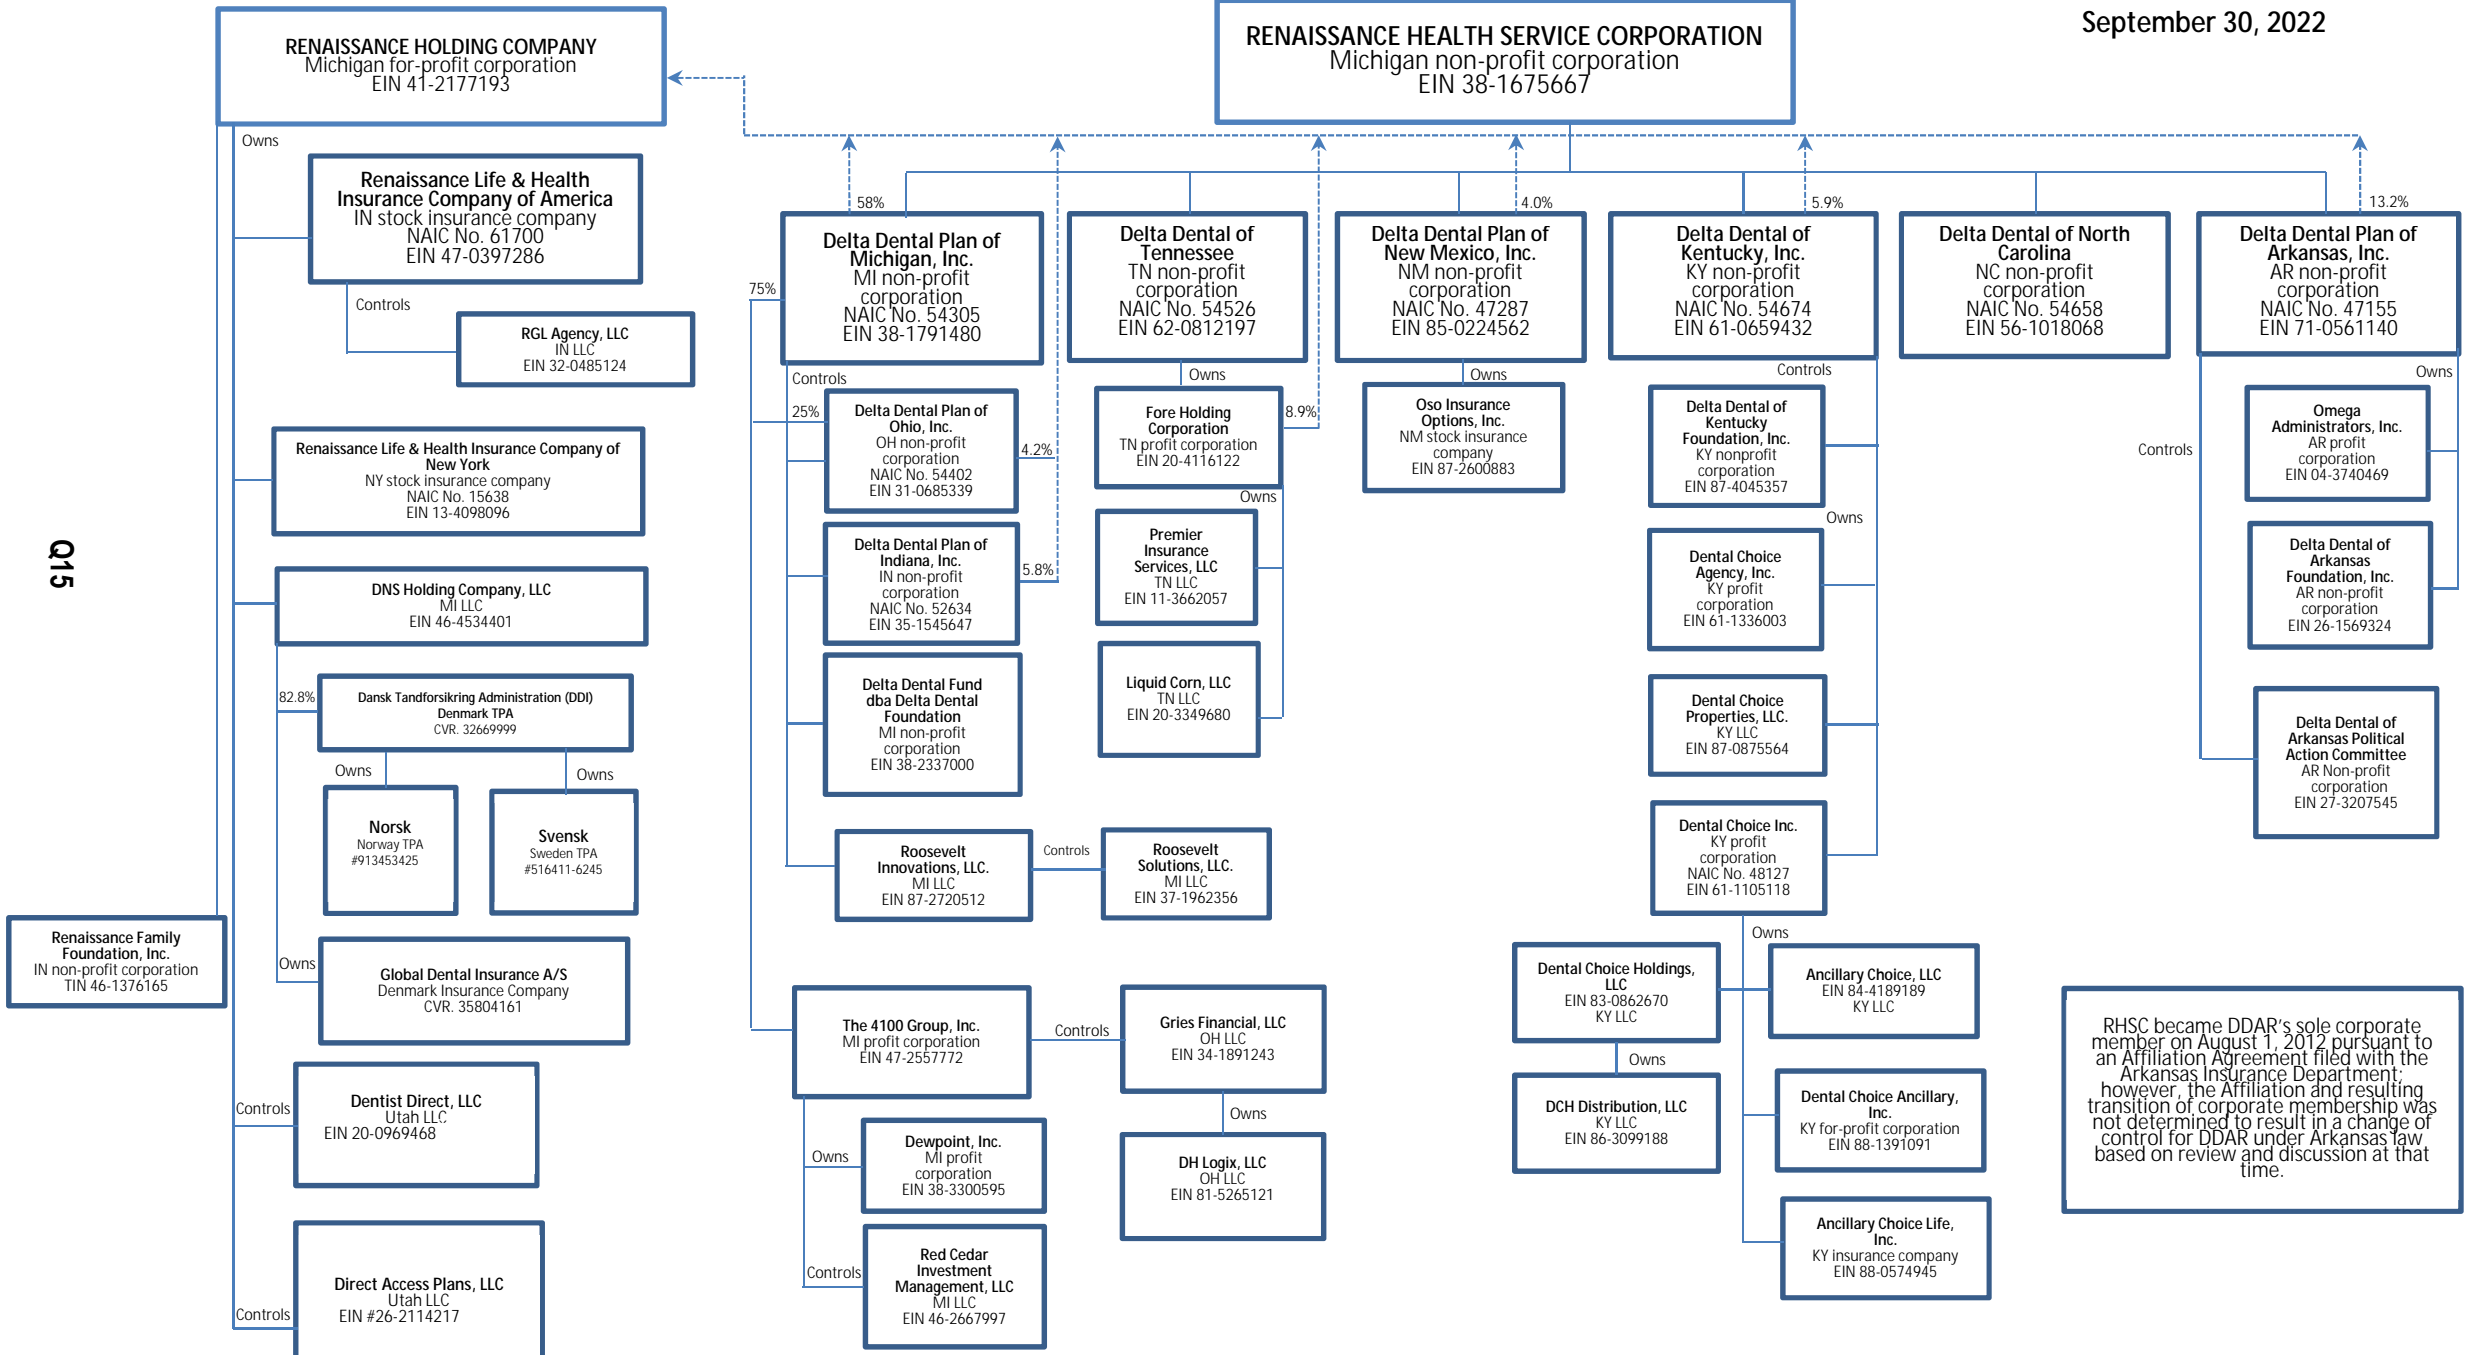 September 30, 2022
RENAISSANCE HOLDING COMPANY
Michigan for-profit corporation
EIN 41-2177193
RENAISSANCE HEALTH SERVICE CORPORATION
Michigan non-profit corporation
EIN 38-1675667
Owns
Renaissance Life & Health
Insurance Company of America
IN stock insurance company
NAIC No. 61700
EIN 47-0397286
Controls
RGL Agency, LLC
IN LLC
EIN 32-0485124
Renaissance Life & Health Insurance Company of
New York
NY stock insurance company
NAIC No. 15638
EIN 13-4098096
DNS Holding Company, LLC
MI LLC
EIN 46-4534401
82.8%
Dansk Tandforsikring Administration (DDI)
Denmark TPA
CVR. 32669999
Owns
Owns
Norsk
Norway TPA
#913453425
Svensk
Sweden TPA
#516411-6245
Renaissance Family
Foundation, Inc.
IN non-profit corporation
TIN 46-1376165
Owns
Global Dental Insurance A/S
Denmark Insurance Company
CVR. 35804161
Controls
Dentist Direct, LLC
Utah LLC
EIN 20-0969468
Controls
Direct Access Plans, LLC
Utah LLC
EIN #26-2114217
58%
Delta Dental Plan of
Michigan, Inc.
MI non-profit
corporation
NAIC No. 54305
EIN 38-1791480
75%
Controls
25%
Delta Dental Plan of
Ohio, Inc.
OH non-profit
corporation
NAIC No. 54402
EIN 31-0685339
4.2%
Delta Dental Plan of
Indiana, Inc.
IN non-profit
corporation
NAIC No. 52634
EIN 35-1545647
5.8%
Delta Dental Fund
dba Delta Dental
Foundation
MI non-profit
corporation
EIN 38-2337000
Roosevelt
Innovations, LLC.
MI LLC
EIN 87-2720512
Controls
Roosevelt
Solutions, LLC.
MI LLC
EIN 37-1962356
The 4100 Group, Inc.
MI profit corporation
EIN 47-2557772
Controls
Gries Financial, LLC
OH LLC
EIN 34-1891243
Owns
DH Logix, LLC
OH LLC
EIN 81-5265121
Owns
Dewpoint, Inc.
MI profit
corporation
EIN 38-3300595
Controls
Red Cedar
Investment
Management, LLC
MI LLC
EIN 46-2667997
Delta Dental of
Tennessee
TN non-profit
corporation
NAIC No. 54526
EIN 62-0812197
Owns
Fore Holding
Corporation
TN profit corporation
EIN 20-4116122
8.9%
Owns
Premier
Insurance
Services, LLC
TN LLC
EIN 11-3662057
Liquid Corn, LLC
TN LLC
EIN 20-3349680
4.0%
Delta Dental Plan of
New Mexico, Inc.
NM non-profit
corporation
NAIC No. 47287
EIN 85-0224562
Owns
Oso Insurance
Options, Inc.
NM stock insurance
company
EIN 87-2600883
5.9%
Delta Dental of
Kentucky, Inc.
KY non-profit
corporation
NAIC No. 54674
EIN 61-0659432
Controls
Delta Dental of
Kentucky
Foundation, Inc.
KY nonprofit
corporation
EIN 87-4045357
Owns
Dental Choice
Agency, Inc.
KY profit
corporation
EIN 61-1336003
Dental Choice
Properties, LLC.
KY LLC
EIN 87-0875564
Dental Choice Inc.
KY profit
corporation
NAIC No. 48127
EIN 61-1105118
Owns
Dental Choice Holdings,
LLC
EIN 83-0862670
KY LLC
Ancillary Choice, LLC
EIN 84-4189189
KY LLC
Owns
DCH Distribution, LLC
KY LLC
EIN 86-3099188
Dental Choice Ancillary,
Inc.
KY for-profit corporation
EIN 88-1391091
Ancillary Choice Life,
Inc.
KY insurance company
EIN 88-0574945
Delta Dental of North
Carolina
NC non-profit
corporation
NAIC No. 54658
EIN 56-1018068
13.2%
Delta Dental Plan of
Arkansas, Inc.
AR non-profit
corporation
NAIC No. 47155
EIN 71-0561140
Owns
Omega
Administrators, Inc.
AR profit
corporation
EIN 04-3740469
Controls
Delta Dental of
Arkansas
Foundation, Inc.
AR non-profit
corporation
EIN 26-1569324
Delta Dental of
Arkansas Political
Action Committee
AR Non-profit
corporation
EIN 27-3207545
RHSC became DDAR's sole corporate
member on August 1, 2012 pursuant to
an Affiliation Agreement filed with the
Arkansas Insurance Department;
however, the Affiliation and resulting
transition of corporate membership was
not determined to result in a change of
control for DDAR under Arkansas law
based on review and discussion at that
time.
Q15